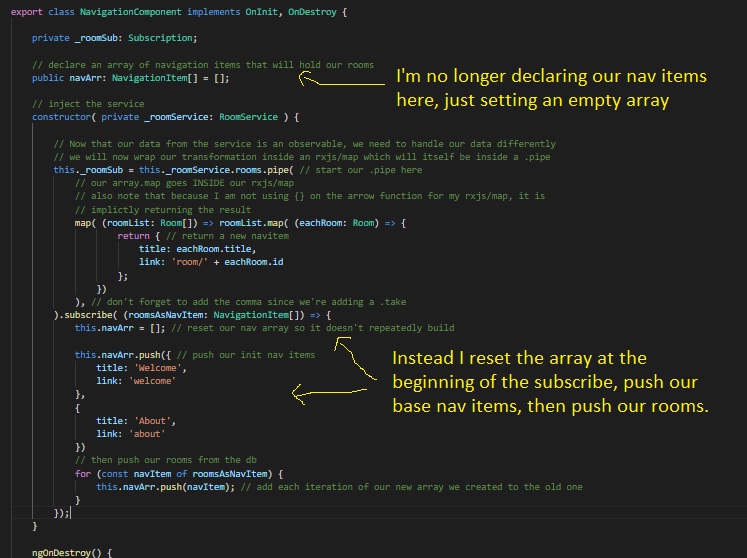 export class NavigationComponent implements OnInit, OnDestroy {
private _roomSub: Subscription;
// declare an array of navigation items that will hold our rooms
public navArr: NavigationItem[] = [];
I'm no longer declaring our nav items
here, just setting an empty array
// inject the service
constructor( private _roomService: RoomService ) {
// Now that our data from the service is an observable, we need to handle our data differently
// we will now wrap our transformation inside an rxjs/map which will itself be inside a .pipe
this._roomSub = this._roomService.rooms.pipe( // start our .pipe here
// our array.map goes INSIDE our rxjs/map
// also note that because I am not using {} on the arrow function for my rxjs/map, it is
// implictly returning the result
map( (roomList: Room[]) => roomList.map( (eachRoom: Room) => {
return { // return a new navitem
title: eachRoom.title,
link: 'room/' + eachRoom.id
};
})
), // don't forget to add the comma since we're adding a .take
).subscribe( (roomsAsNavItem: NavigationItem[]) => {
this.navArr = []; // reset our nav array so it doesn't repeatedly build
this.navArr.push({ // push our init nav items
title: 'Welcome',
link: 'welcome'
},
{
title: 'About',
link: 'about'
})
Instead I reset the array at the
beginning of the subscribe, push our
base nav items, then push our rooms.
// then push our rooms from the db
for (const navItem of roomsAsNavItem) {
this.navArr.push(navItem); // add each iteration of our new array we created to the old one
}
});
}
ngOnDestroy() {